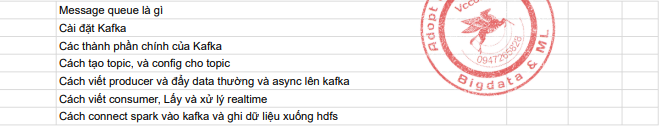 Message queue là gì
Cài đặt Kafka
Các thành phần chính của Kafka
Cách tạo topic, và config cho topic
Cách viết producer và đẩy data thường và async lên kafka
Cách viết consumer, Lấy và xử lý realtime
Cách connect spark vào kafka và ghi dữ liệu xuống hdfs
Adopt
0947265828
Bigdata & ML